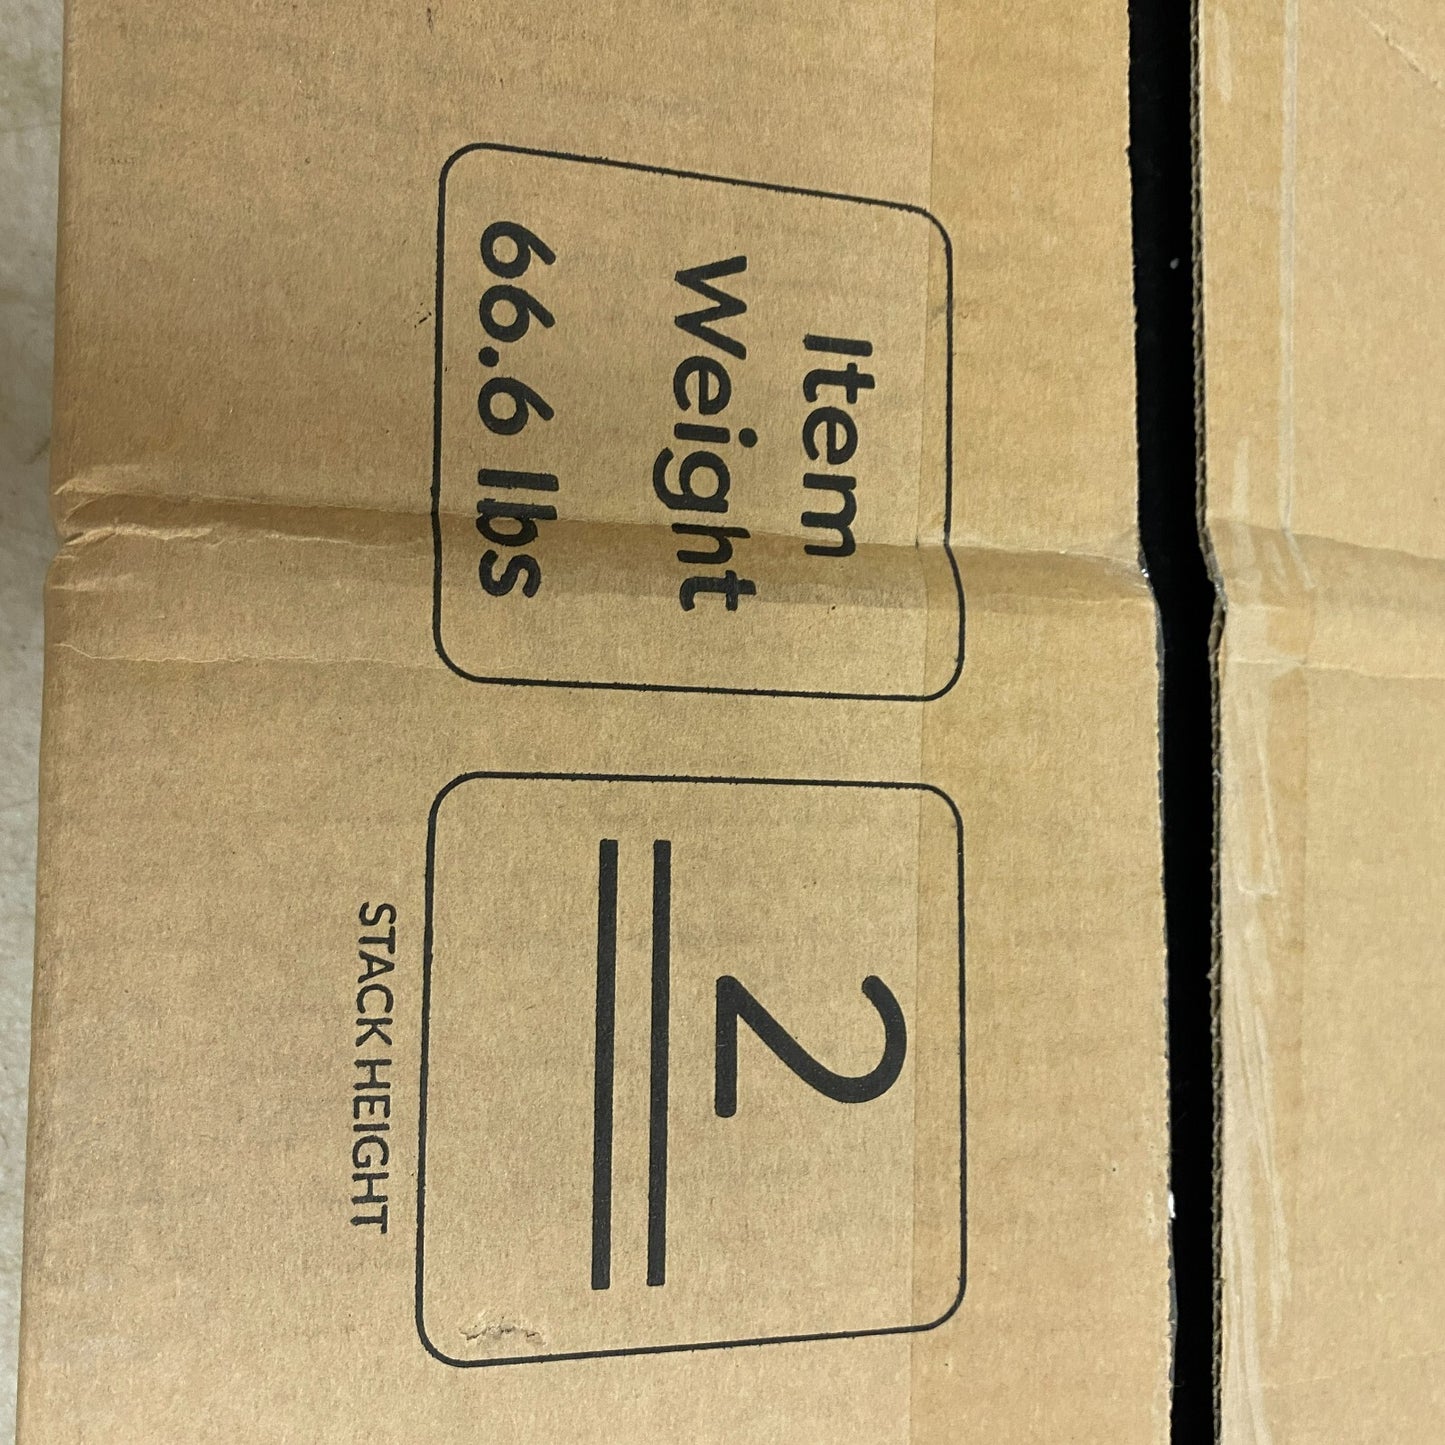 Item
Weight
66.6 lbs
2
STACK HEIGHT